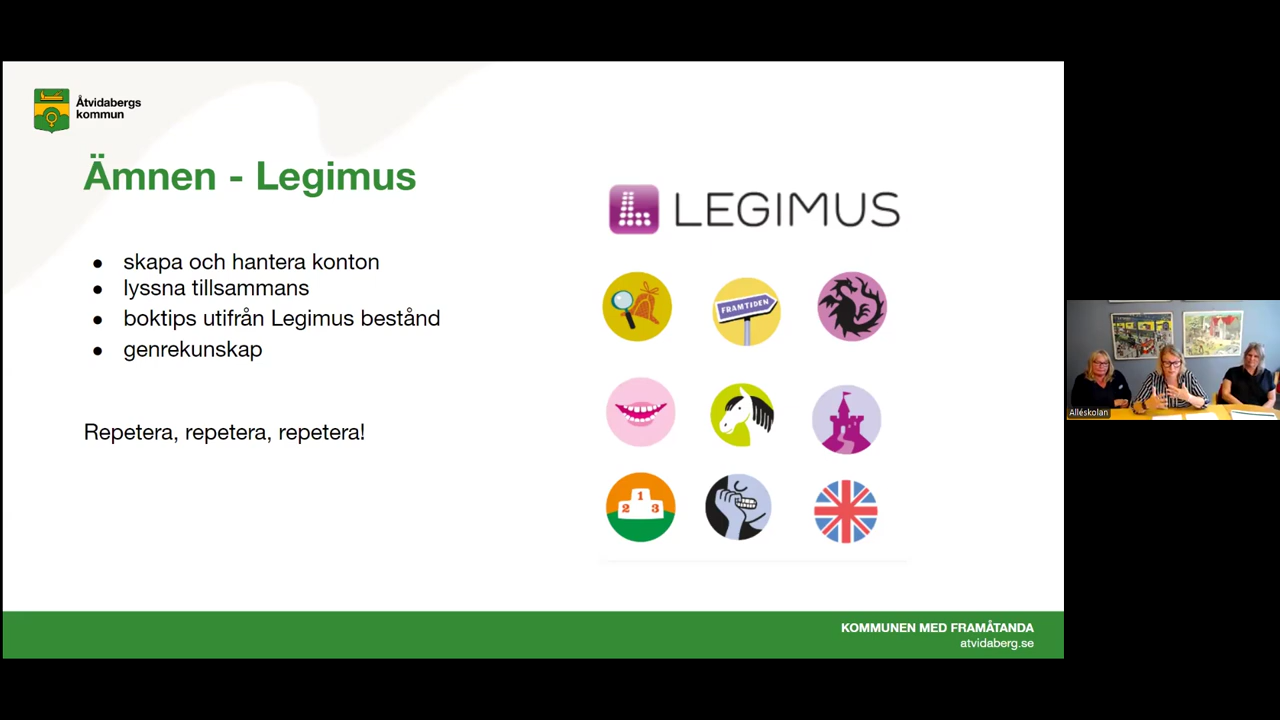 Åtvidabergs
kommun
Ämnen - Legimus
LEGIMUS
● skapa och hantera konton
● lyssna tillsammans
● boktips utifrån Legimus bestånd
● genrekunskap
Repetera, repetera, repetera!
FRAMTIDEN
1
2 3
Alléskolan
KOMMUNEN MED FRAMÅTANDA
atvidaberg.se